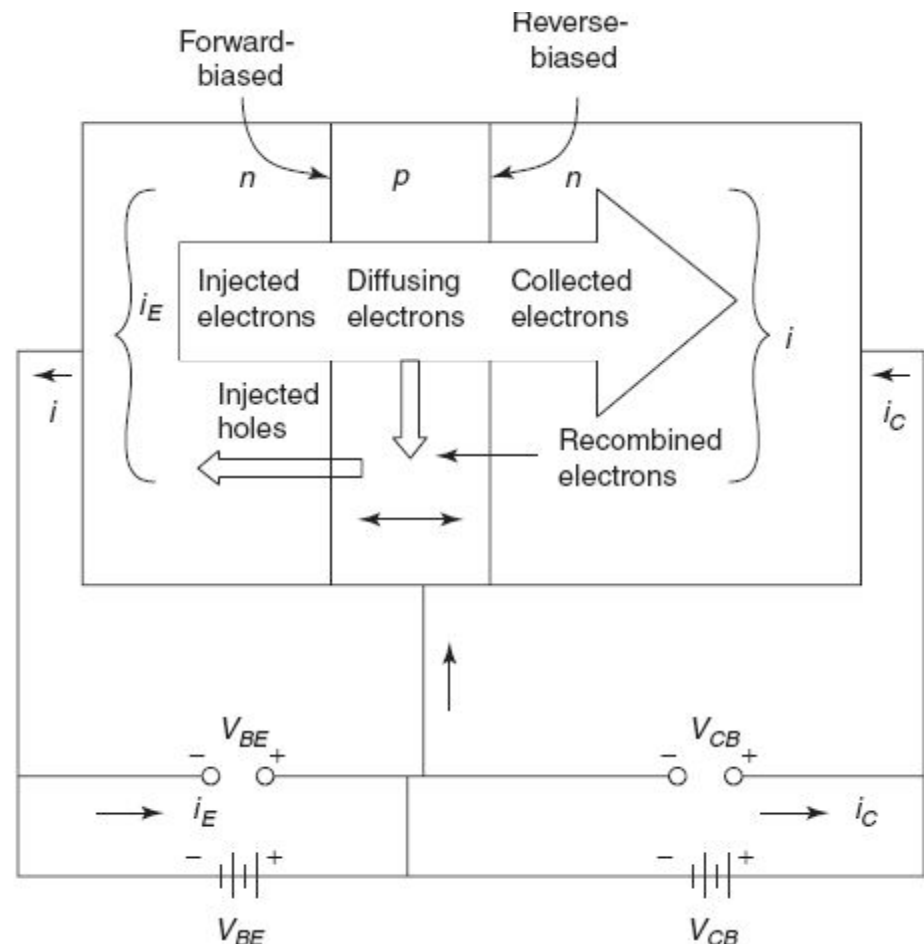 Forward-
biased
Reverse-
biased
n
p
n
i_E
Injected
electrons
Diffusing
electrons
Collected
electrons
i
i
Injected
holes
Recombined
electrons
i_C
V_BE
- +
V_CB
- +
i_E
i_C
- +
V_BE
- +
V_CB